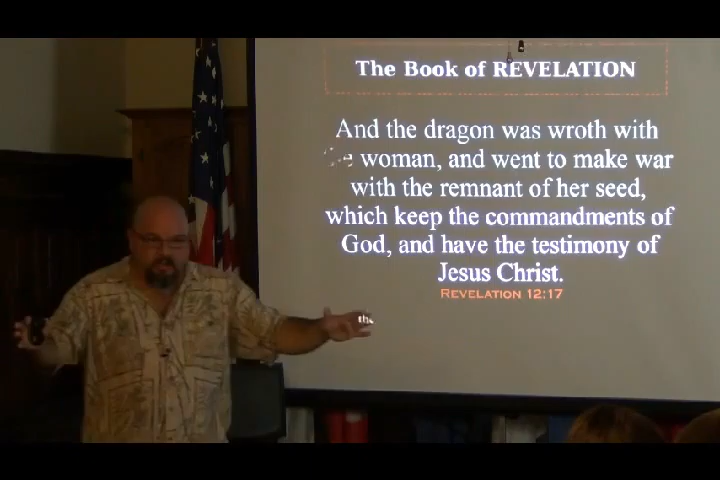 The Book of REVELATION
And the dragon was wroth with
the woman, and went to make war
with the remnant of her seed,
which keep the commandments of
God, and have the testimony of
Jesus Christ.
REVELATION 12:17